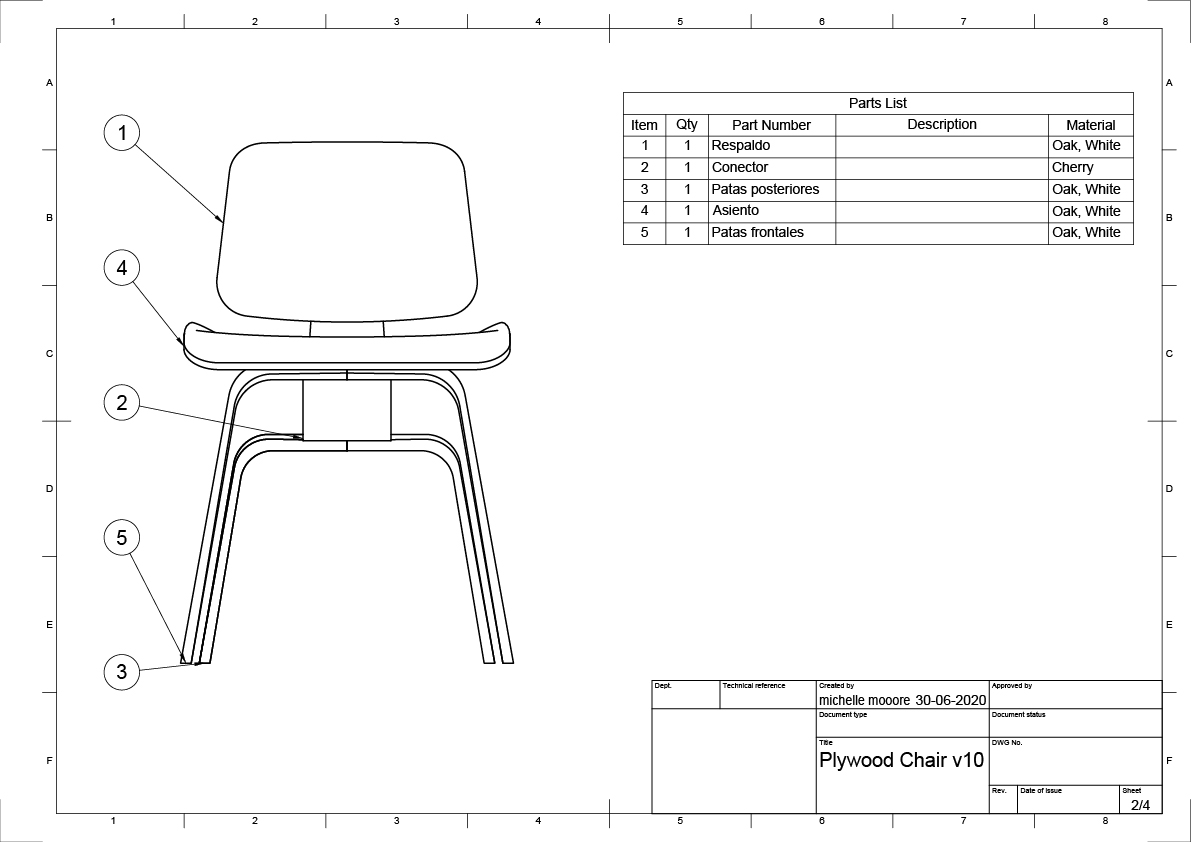 1 2 3 4 5 6 7 8
A A
Parts List
Item Qty Part Number Description Material
1 1 Respaldo Oak, White
2 1 Conector Cherry
3 1 Patas posteriores Oak, White
4 1 Asiento Oak, White
5 1 Patas frontales Oak, White
1
B B
4
C C
2
D D
5
E E
3
Dept. Technical reference Created by Approved by
michelle mooore 30-06-2020
Document type Document status
Title DWG No.
Plywood Chair v10
F F
Rev. Date of issue Sheet
2/4
1 2 3 4 5 6 7 8